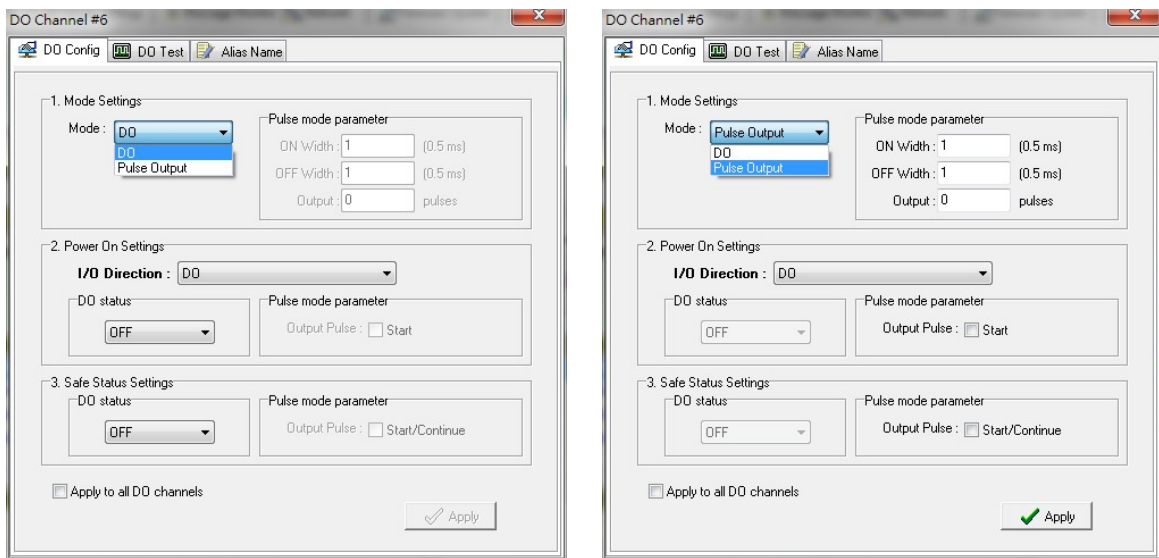 DO Channel #6
DO Config DO Test Alias Name
1. Mode Settings
Mode : DO
DO
Pulse Output
Pulse mode parameter
ON Width : 1 (0.5 ms)
OFF Width : 1 (0.5 ms)
Output : 0 pulses
2. Power On Settings
I/O Direction : DO
DO status
OFF
Pulse mode parameter
Output Pulse : Start
3. Safe Status Settings
DO status
OFF
Pulse mode parameter
Output Pulse : Start/Continue
Apply to all DO channels
Apply
DO Channel #6
DO Config DO Test Alias Name
1. Mode Settings
Mode : Pulse Output
DO
Pulse Output
Pulse mode parameter
ON Width : 1 (0.5 ms)
OFF Width : 1 (0.5 ms)
Output : 0 pulses
2. Power On Settings
I/O Direction : DO
DO status
OFF
Pulse mode parameter
Output Pulse : Start
3. Safe Status Settings
DO status
OFF
Pulse mode parameter
Output Pulse : Start/Continue
Apply to all DO channels
Apply